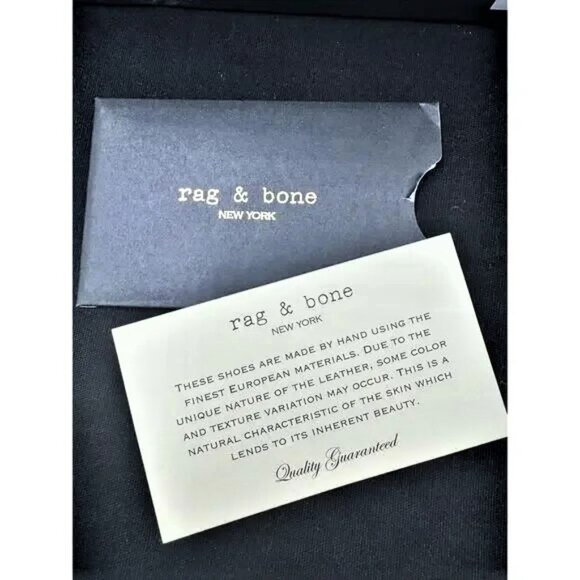 rag & bone
NEW YORK
rag & bone
NEW YORK
THESE SHOES ARE MADE BY HAND USING THE
FINEST EUROPEAN MATERIALS. DUE TO THE
UNIQUE NATURE OF THE LEATHER, SOME COLOR
AND TEXTURE VARIATION MAY OCCUR. THIS IS A
NATURAL CHARACTERISTIC OF THE SKIN WHICH
LENDS TO ITS INHERENT BEAUTY.
Quality Guaranteed